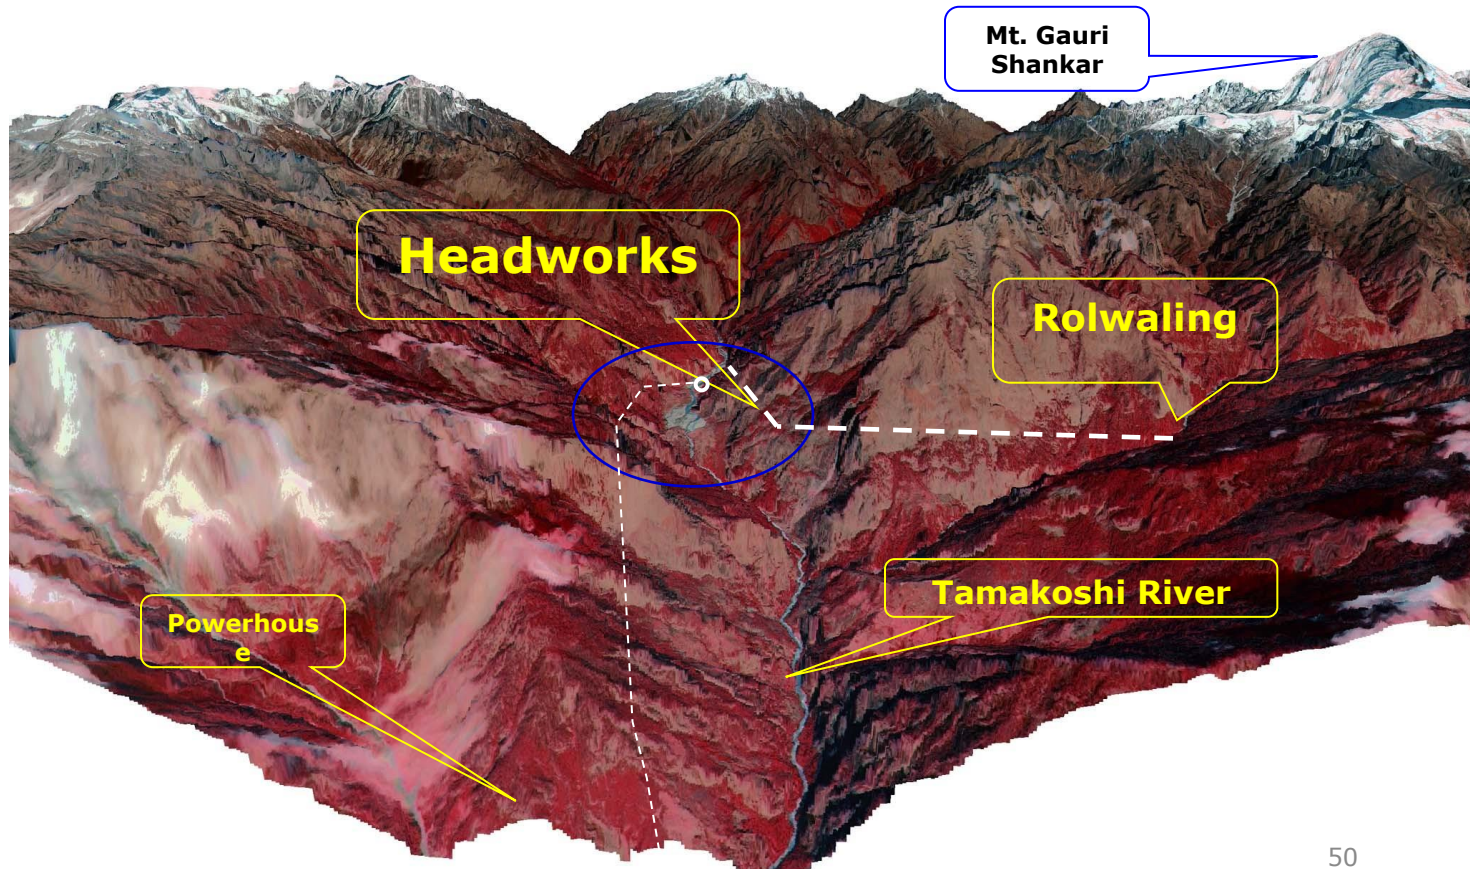 Mt. Gauri
Shankar
Headworks
Rolwaling
Tamakoshi River
Powerhous
e
50